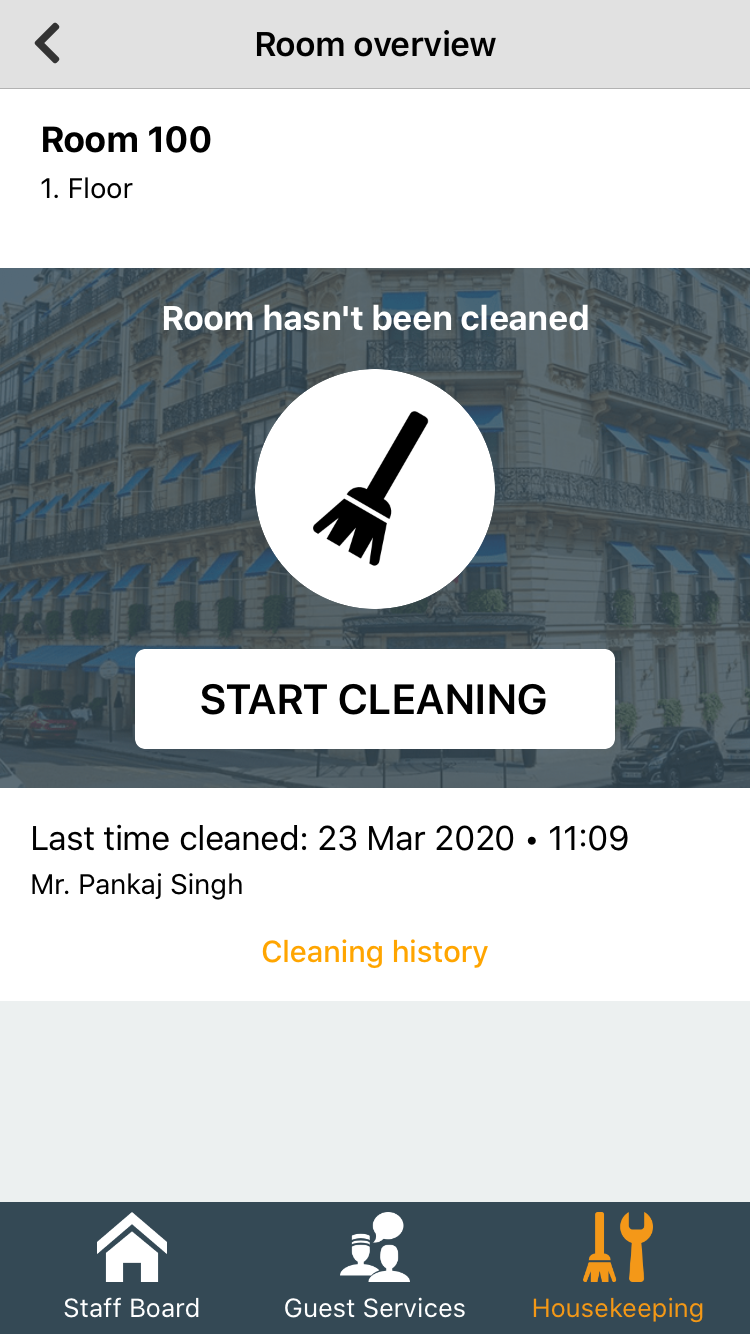 Room overview
Room 100
1. Floor
Room hasn't been cleaned
START CLEANING
Last time cleaned: 23 Mar 2020 • 11:09
Mr. Pankaj Singh
Cleaning history
Staff Board
Guest Services
Housekeeping